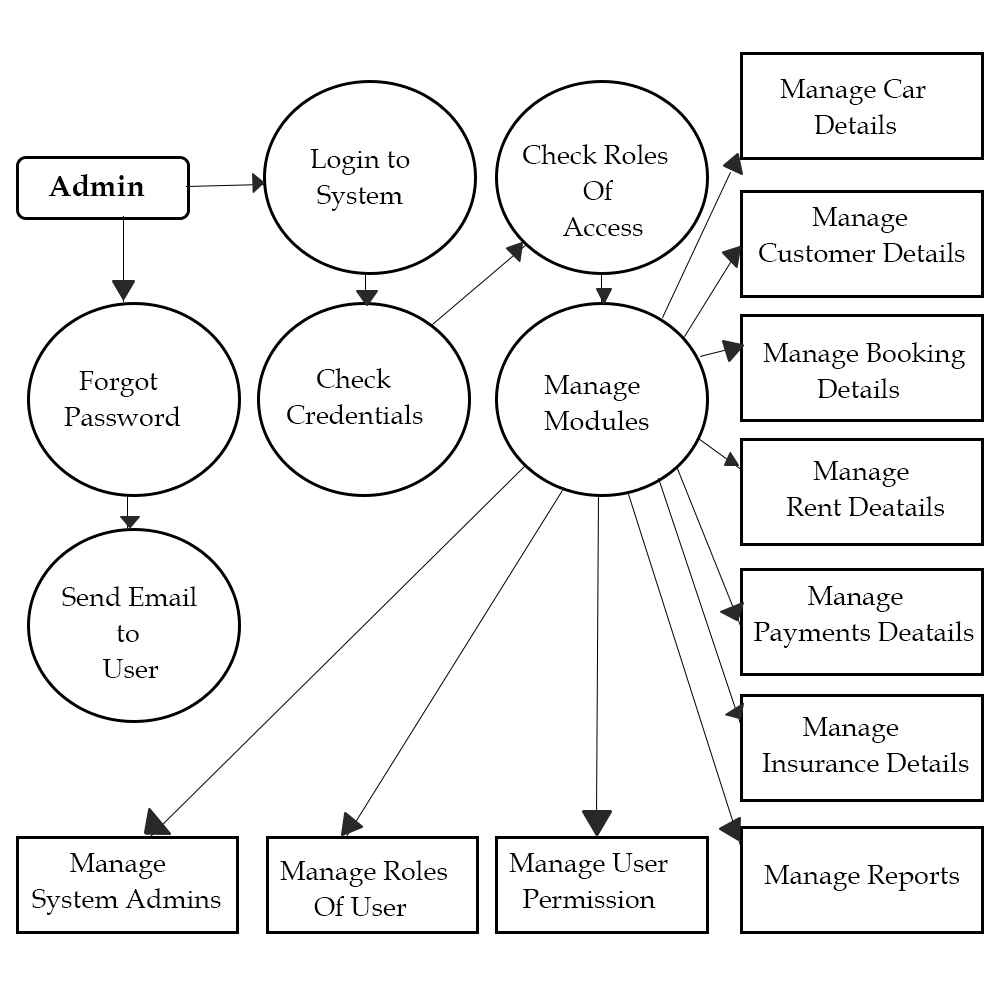 Admin
Login to
System
Check Roles
Of
Access
Manage Car
Details
Manage
Customer Details
Forgot
Password
Check
Credentials
Manage
Modules
Manage Booking
Details
Manage
Rent Deatails
Send Email
to
User
Manage
Payments Deatails
Manage
Insurance Details
Manage
System Admins
Manage Roles
Of User
Manage User
Permission
Manage Reports